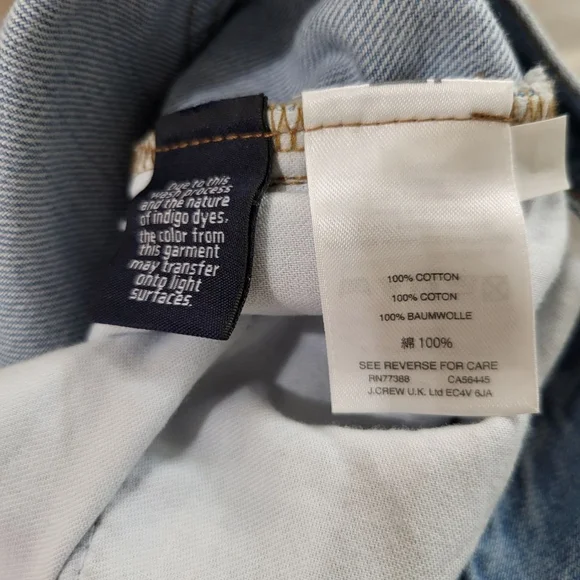 Due to this
wash process
and the nature
of indigo dyes,
the color from
this garment
may transfer
onto light
surfaces.
100% COTTON
100% COTON
100% BAUMWOLLE
綿 100%
SEE REVERSE FOR CARE
RN77388 CA56445
J.CREW U.K. Ltd EC4V 6JA